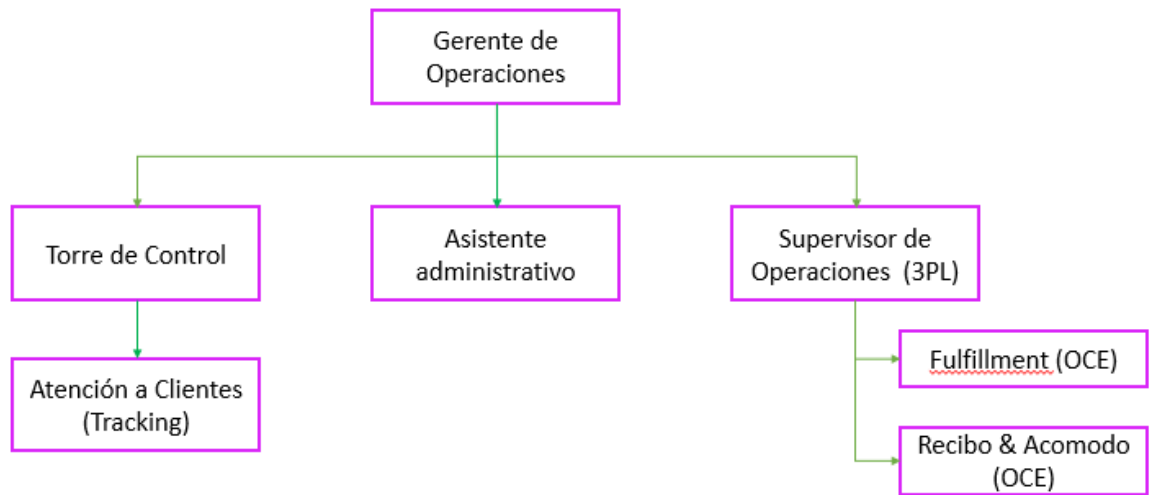 Gerente de
Operaciones
Torre de Control
Asistente
administrativo
Supervisor de
Operaciones (3PL)
Atención a Clientes
(Tracking)
Fulfillment (OCE)
Recibo & Acomodo
(OCE)